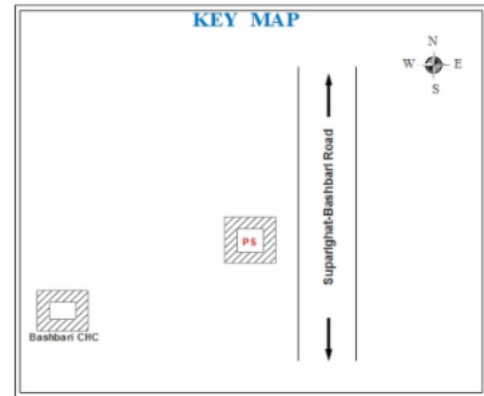 KEY MAP
N
W E
S
Suparighat-Bashbari Road
PS
Bashbari CHC